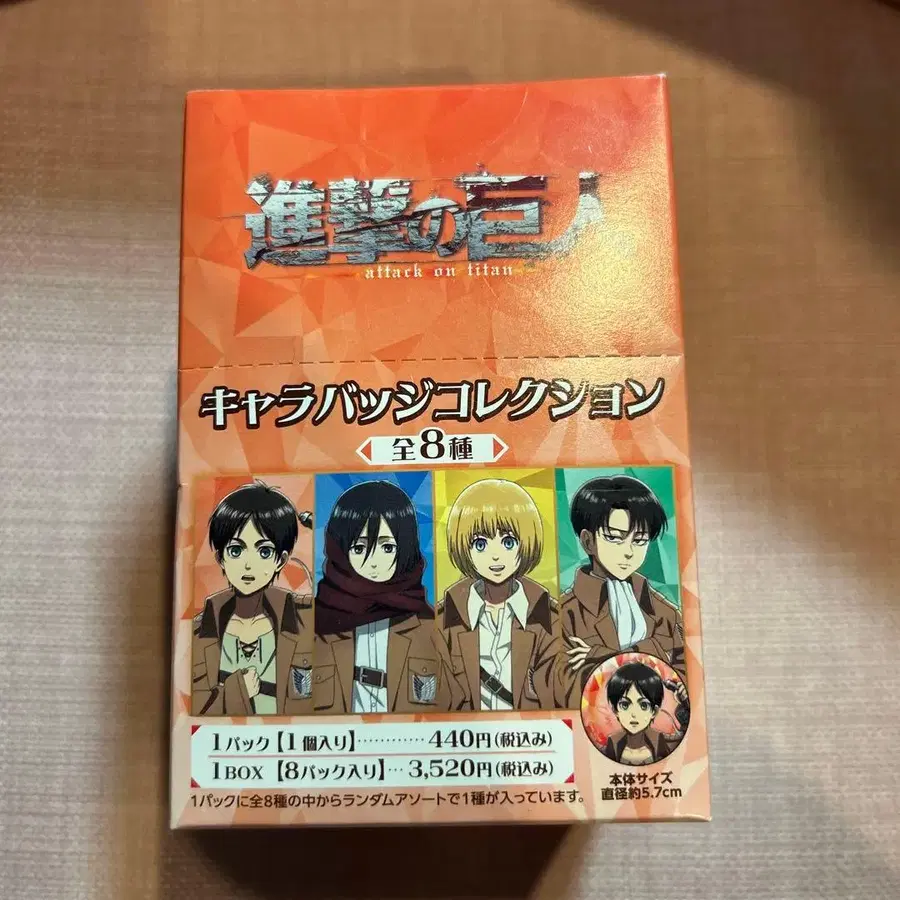 進撃の巨人
attack on titan
キャラバッジコレクション
全8種
1パック【1個入り】…………440円(税込み)
1BOX【8パック入り】…3,520円(税込み)
1パックに全8種の中からランダムアソートで1種が入っています。
本体サイズ
直径約5.7cm